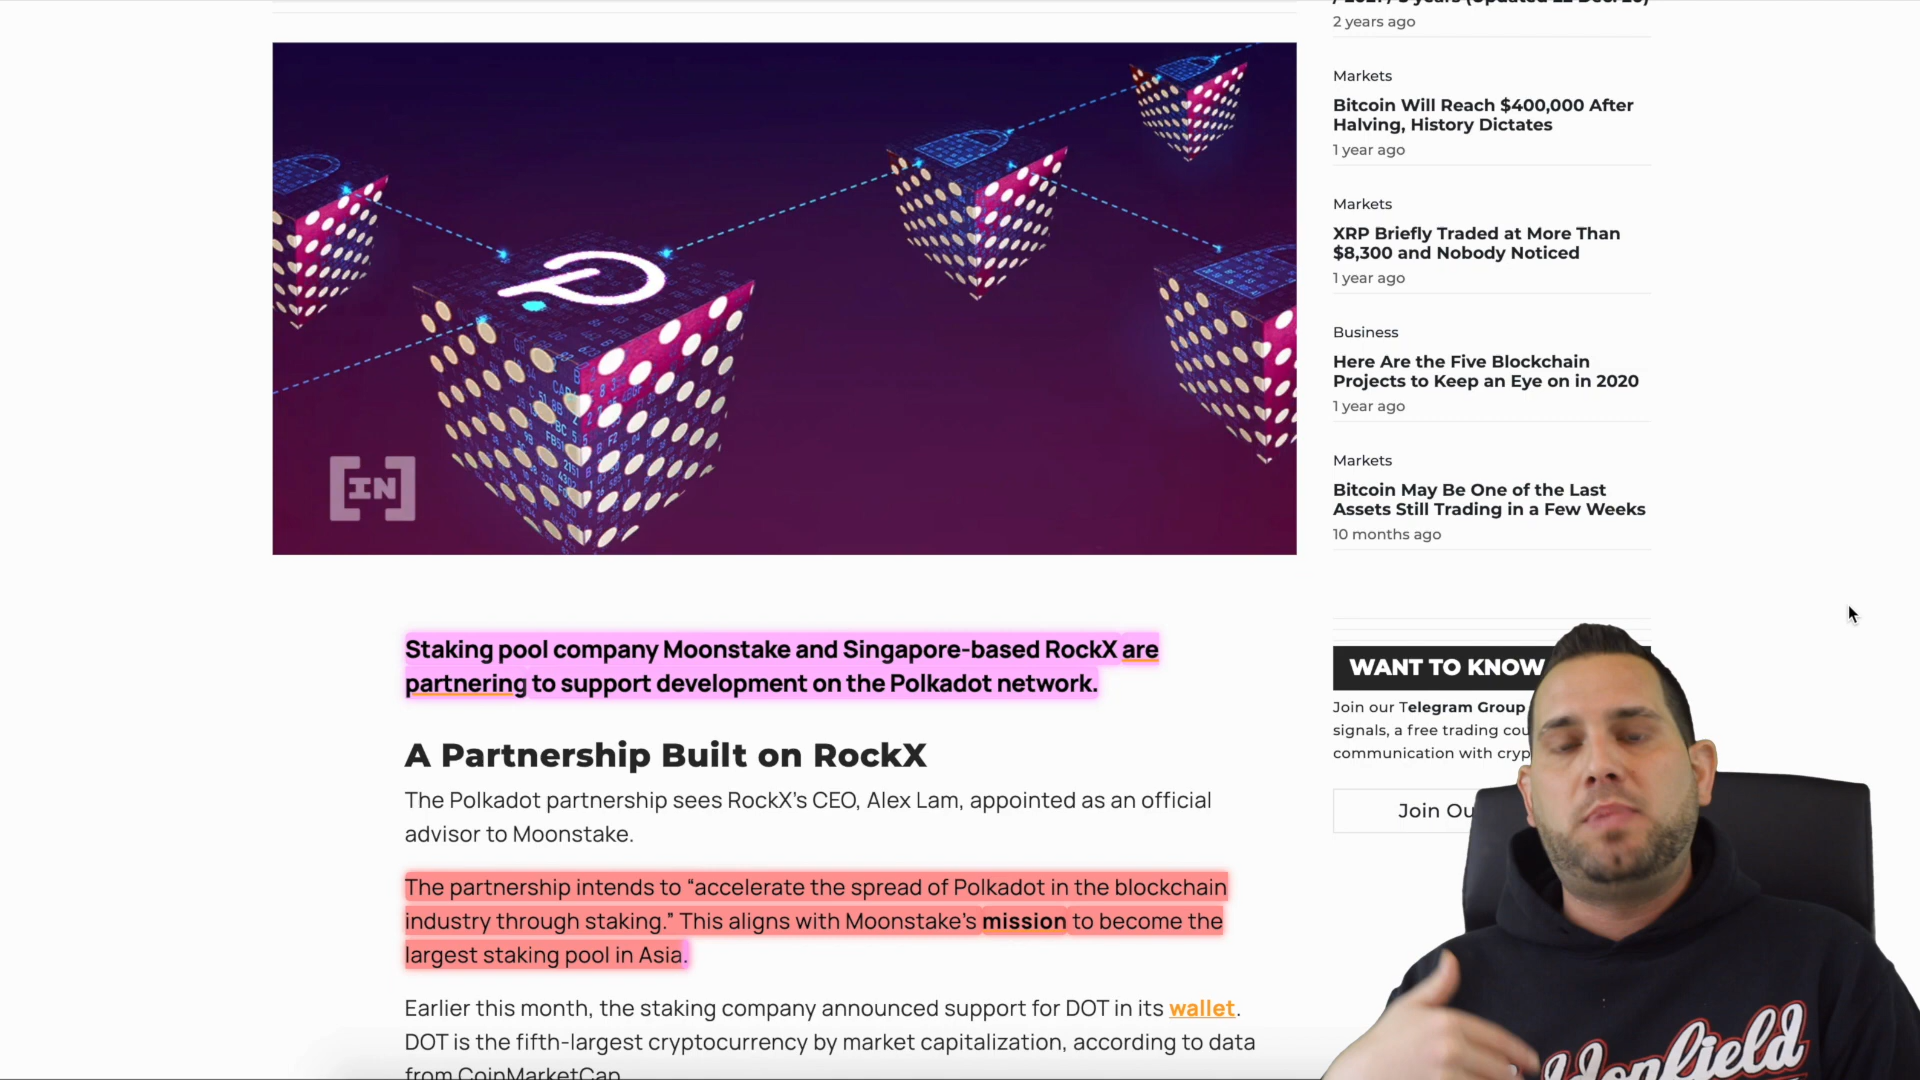 2 years ago
Markets
Bitcoin Will Reach $400,000 After
Halving, History Dictates
1 year ago
Markets
XRP Briefly Traded at More Than
$8,300 and Nobody Noticed
1 year ago
Business
Here Are the Five Blockchain
Projects to Keep an Eye on in 2020
1 year ago
Markets
Bitcoin May Be One of the Last
Assets Still Trading in a Few Weeks
10 months ago
[IN]
Staking pool company Moonstake and Singapore-based RockX are
partnering to support development on the Polkadot network.
A Partnership Built on RockX
The Polkadot partnership sees RockX’s CEO, Alex Lam, appointed as an official
advisor to Moonstake.
The partnership intends to “accelerate the spread of Polkadot in the blockchain
industry through staking.” This aligns with Moonstake’s mission to become the
largest staking pool in Asia.
Earlier this month, the staking company announced support for DOT in its wallet.
DOT is the fifth-largest cryptocurrency by market capitalization, according to data
from CoinMarketCap
WANT TO KNOW
Join our Telegram Group
signals, a free trading cou
communication with cryp
Join Ou